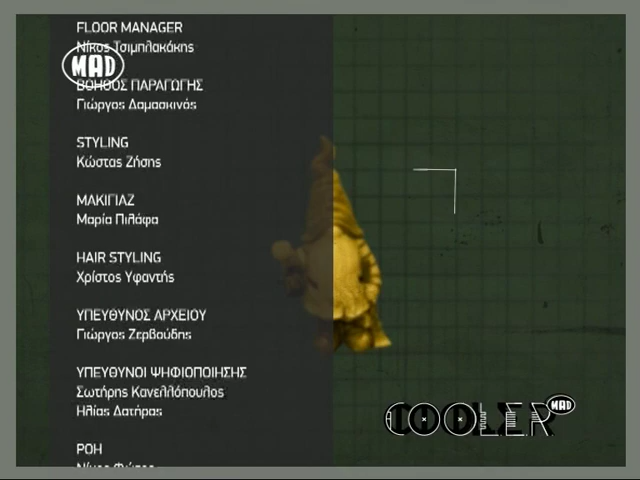 FLOOR MANAGER
Νίκος Τσιμπλακάκης
MAD
ΒΟΗΘΟΣ ΠΑΡΑΓΩΓΗΣ
Γιώργος Δαμασκινός
STYLING
Κώστας Ζήσης
ΜΑΚΙΓΙΑΖ
Μαρία Πιλάφα
HAIR STYLING
Χρίστος Υφαντής
ΥΠΕΥΘΥΝΟΣ ΑΡΧΕΙΟΥ
Γιώργος Ζερβούδης
ΥΠΕΥΘΥΝΟΙ ΨΗΦΙΟΠΟΙΗΣΗΣ
Σωτήρης Κανελλόπουλος
Ηλίας Δατήρας
ΡΟΗ
Νίκος
COOLER MAD